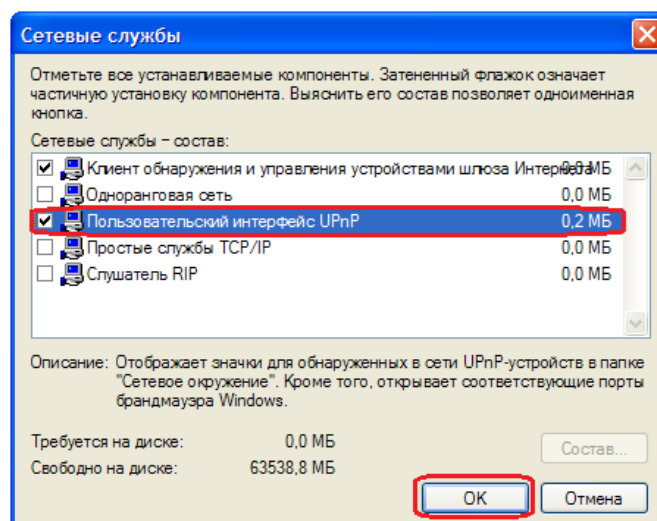 Сетевые службы
Отметьте все устанавливаемые компоненты. Затененный флажок означает
частичную установку компонента. Выяснить его состав позволяет одноименная
кнопка.
Сетевые службы – состав:
Клиент обнаружения и управления устройствами шлюза Интернета 0,0 МБ
Одноранговая сеть 0,0 МБ
Пользовательский интерфейс UPnP 0,2 МБ
Простые службы TCP/IP 0,0 МБ
Слушатель RIP 0,0 МБ
Описание: Отображает значки для обнаруженных в сети UPnP-устройств в папке
"Сетевое окружение". Кроме того, открывает соответствующие порты
брандмауэра Windows.
Требуется на диске: 0,0 МБ
Состав...
Свободно на диске: 63538,8 МБ
OK Отмена